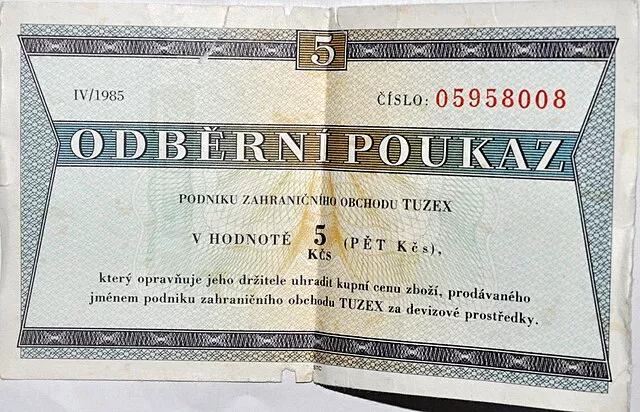 5
IV/1985
ČÍSLO: 05958008
ODBĚRNÍ POUKAZ
PODNIKU ZAHRANIČNÍHO OBCHODU TUZEX
V HODNOTĚ 5 (PĚT Kčs),
KČS
který opravňuje jeho držitele uhradit kupní cenu zboží, prodávaného
jménem podniku zahraničního obchodu TUZEX za devizové prostředky.